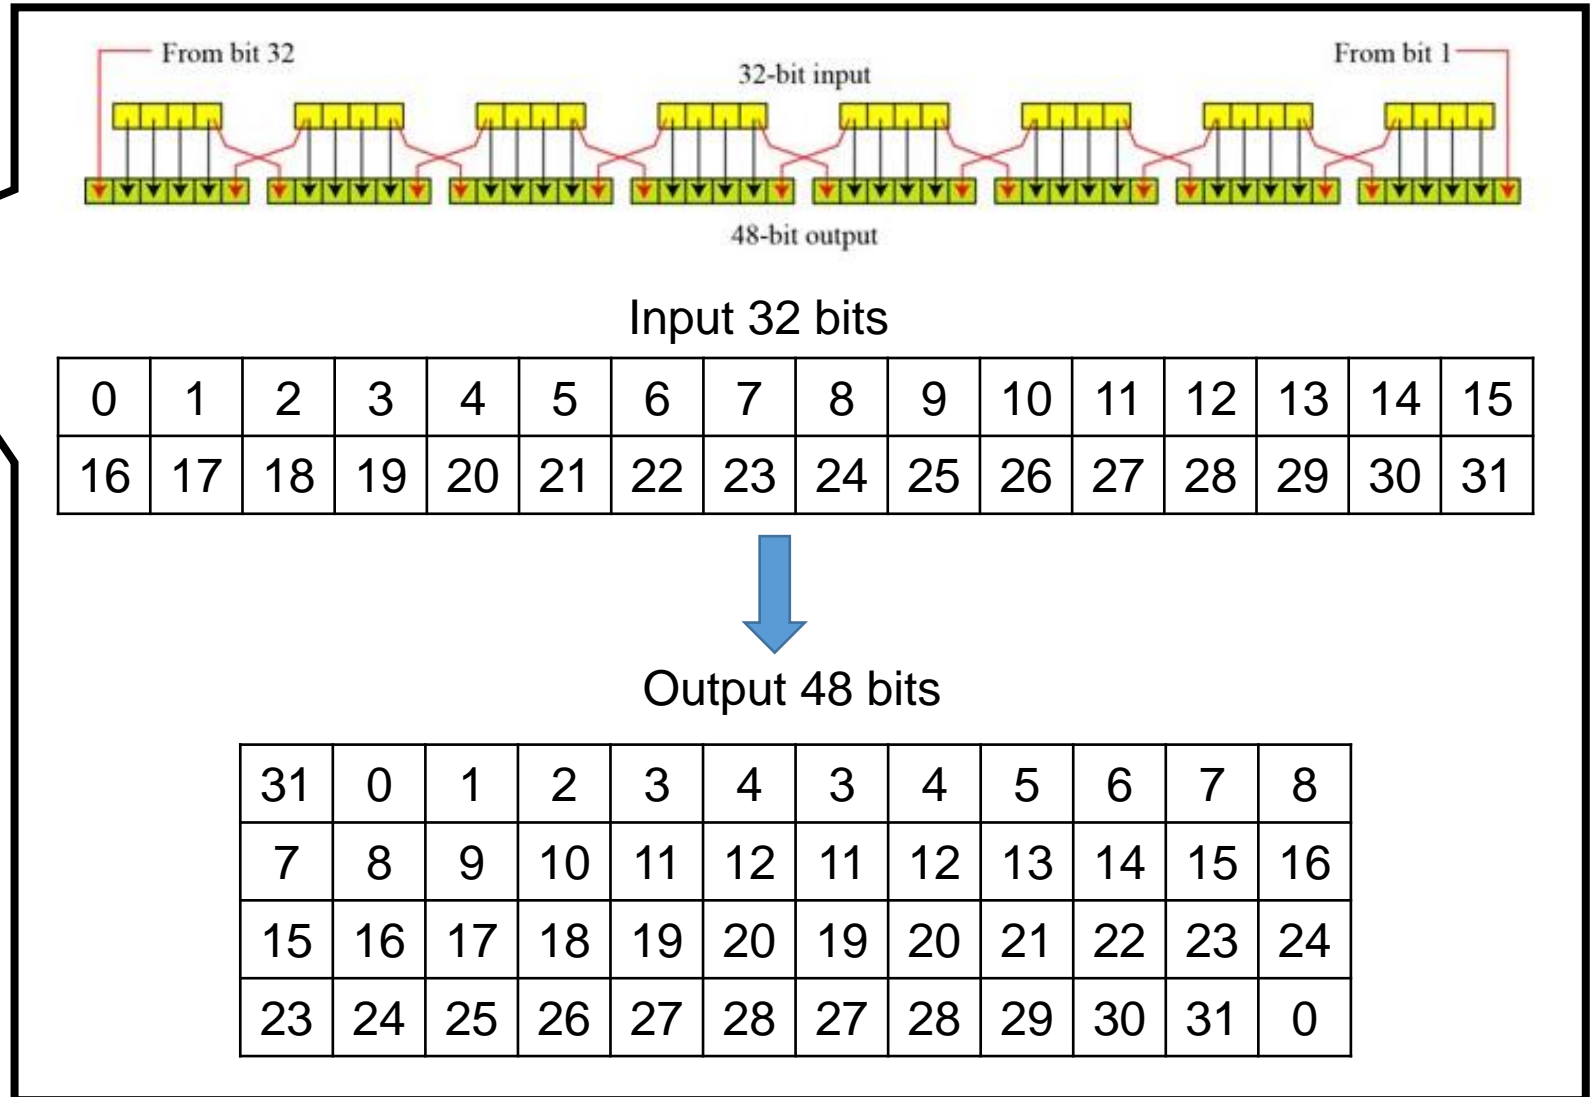 From bit 32
From bit 1
32-bit input
48-bit output
Input 32 bits
0 1 2 3 4 5 6 7 8 9 10 11 12 13 14 15
16 17 18 19 20 21 22 23 24 25 26 27 28 29 30 31
Output 48 bits
31 0 1 2 3 4 3 4 5 6 7 8
7 8 9 10 11 12 11 12 13 14 15 16
15 16 17 18 19 20 19 20 21 22 23 24
23 24 25 26 27 28 27 28 29 30 31 0